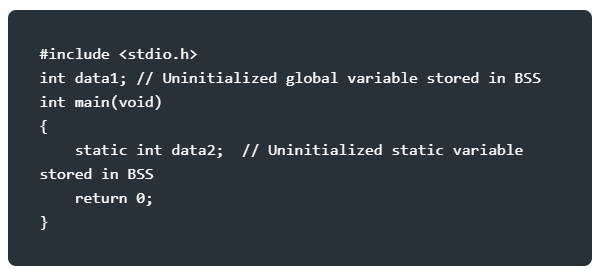 #include <stdio.h>
int data1; // Uninitialized global variable stored in BSS
int main(void)
{
    static int data2;  // Uninitialized static variable
stored in BSS
    return 0;
}